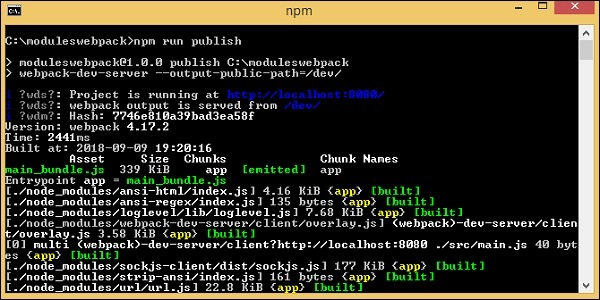 npm
C:\moduleswebpack>npm run publish
> moduleswebpack@1.0.0 publish C:\moduleswebpack
> webpack-dev-server --output-public-path=/dev/
?wds?: Project is running at http://localhost:8080/
?wds?: webpack output is served from /dev/
?wdm?: Hash: 7746e810a39bad3ea58f
Version: webpack 4.17.2
Time: 2441ms
Built at: 2018-09-09 19:20:16
Asset Size Chunks Chunk Names
main_bundle.js 339 KiB app [emitted] app
Entrypoint app = main_bundle.js
[./node_modules/ansi-html/index.js] 4.16 KiB {app} [built]
[./node_modules/ansi-regex/index.js] 135 bytes {app} [built]
[./node_modules/loglevel/lib/loglevel.js] 7.68 KiB {app} [built]
[./node_modules/webpack-dev-server/client/overlay.js] (webpack)-dev-server/clien
t/overlay.js 3.58 KiB {app} [built]
[0] multi (webpack)-dev-server/client?http://localhost:8080 ./src/main.js 40 byt
es {app} [built]
[./node_modules/sockjs-client/dist/sockjs.js] 177 KiB {app} [built]
[./node_modules/strip-ansi/index.js] 161 bytes {app} [built]
[./node_modules/url/url.js] 22.8 KiB {app} [built]